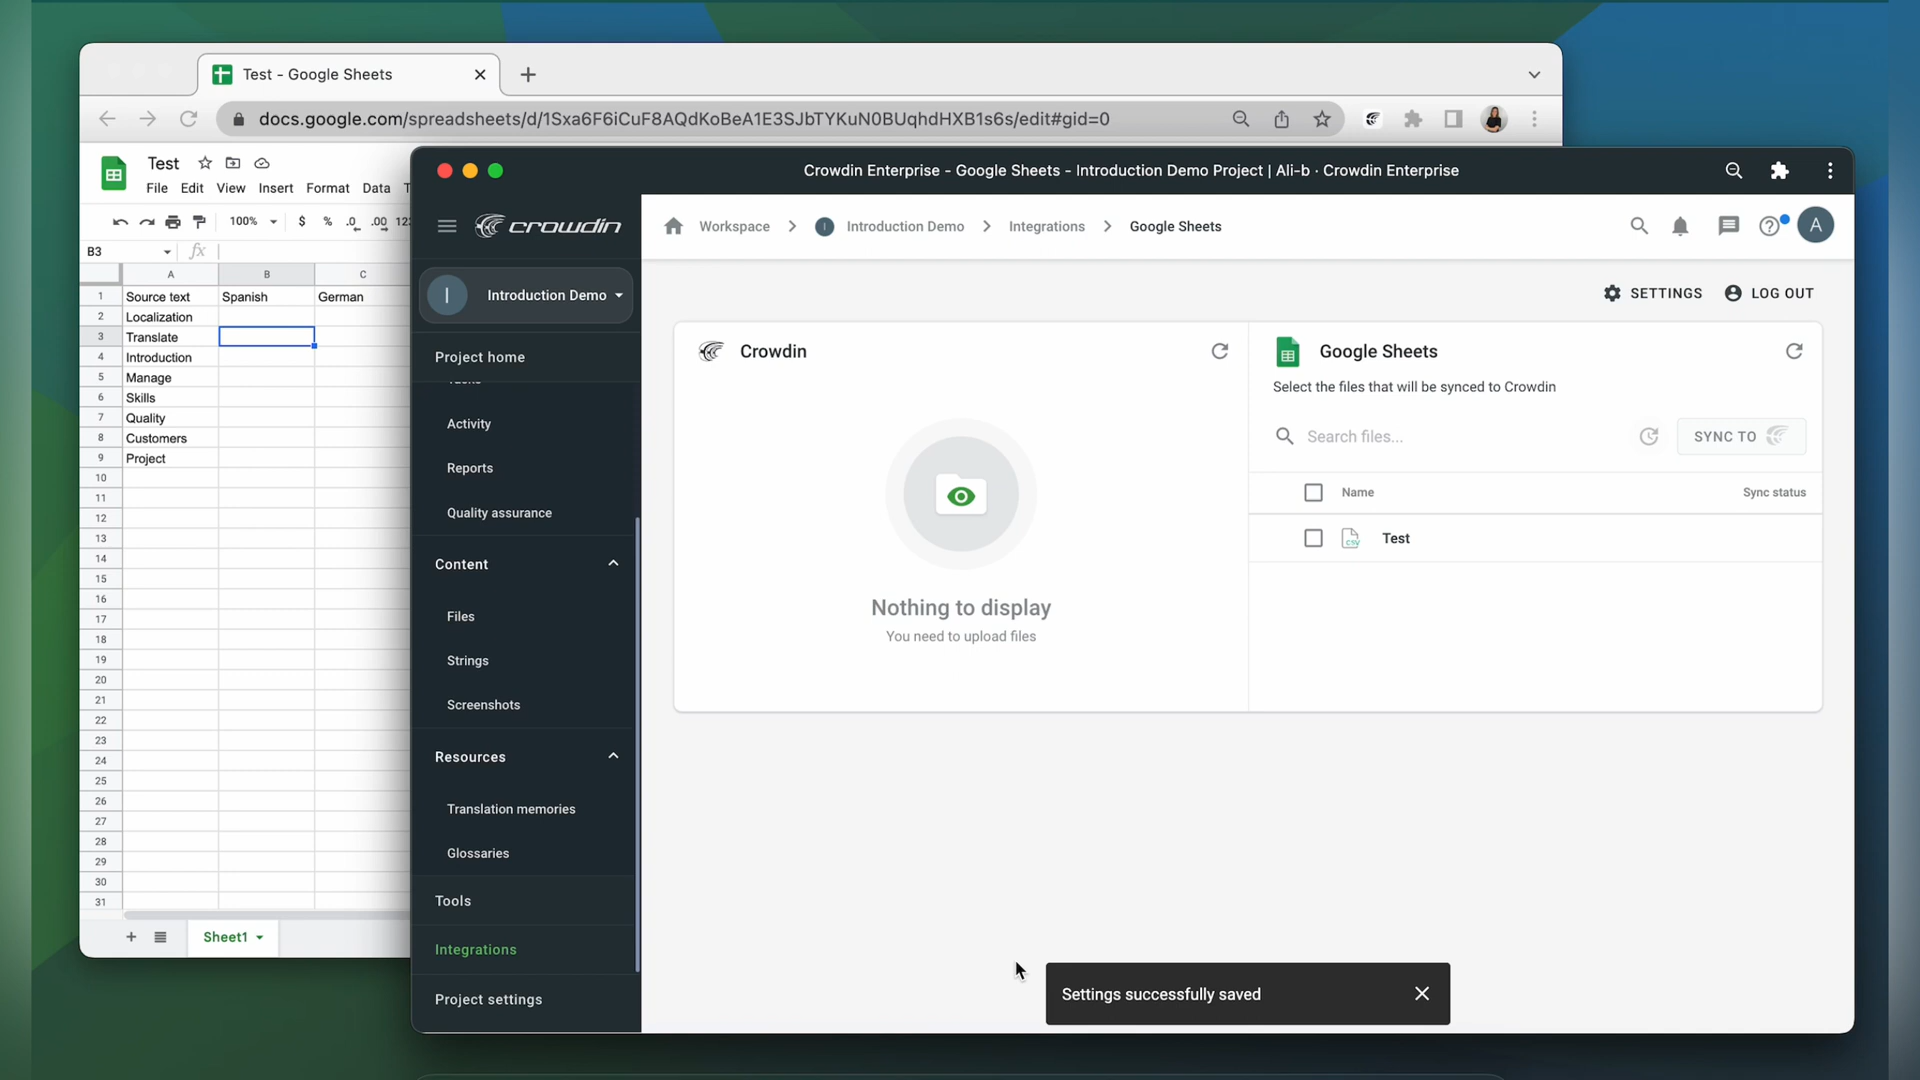 Test - Google Sheets
docs.google.com/spreadsheets/d/1Sxa6F6iCuF8AQdKoBeA1E3SJbTYKuN0BUqhdHXB1s6s/edit#gid=0
Test
File Edit View Insert Format Data T
100% $ % .0 .00 123
B3 fx
A B C
1 Source text Spanish German
2 Localization
3 Translate
4 Introduction
5 Manage
6 Skills
7 Quality
8 Customers
9 Project
10
11
12
13
14
15
16
17
18
19
20
21
22
23
24
25
26
27
28
29
30
31
Sheet1
Crowdin Enterprise - Google Sheets - Introduction Demo Project | Ali-b · Crowdin Enterprise
crowdin
Workspace I Introduction Demo Integrations Google Sheets
A
I Introduction Demo
Project home
Tasks
Activity
Reports
Quality assurance
Content
Files
Strings
Screenshots
Resources
Translation memories
Glossaries
Tools
Integrations
Project settings
SETTINGS LOG OUT
Crowdin
Nothing to display
You need to upload files
Google Sheets
Select the files that will be synced to Crowdin
Search files...
SYNC TO
Name Sync status
CSV Test
Settings successfully saved